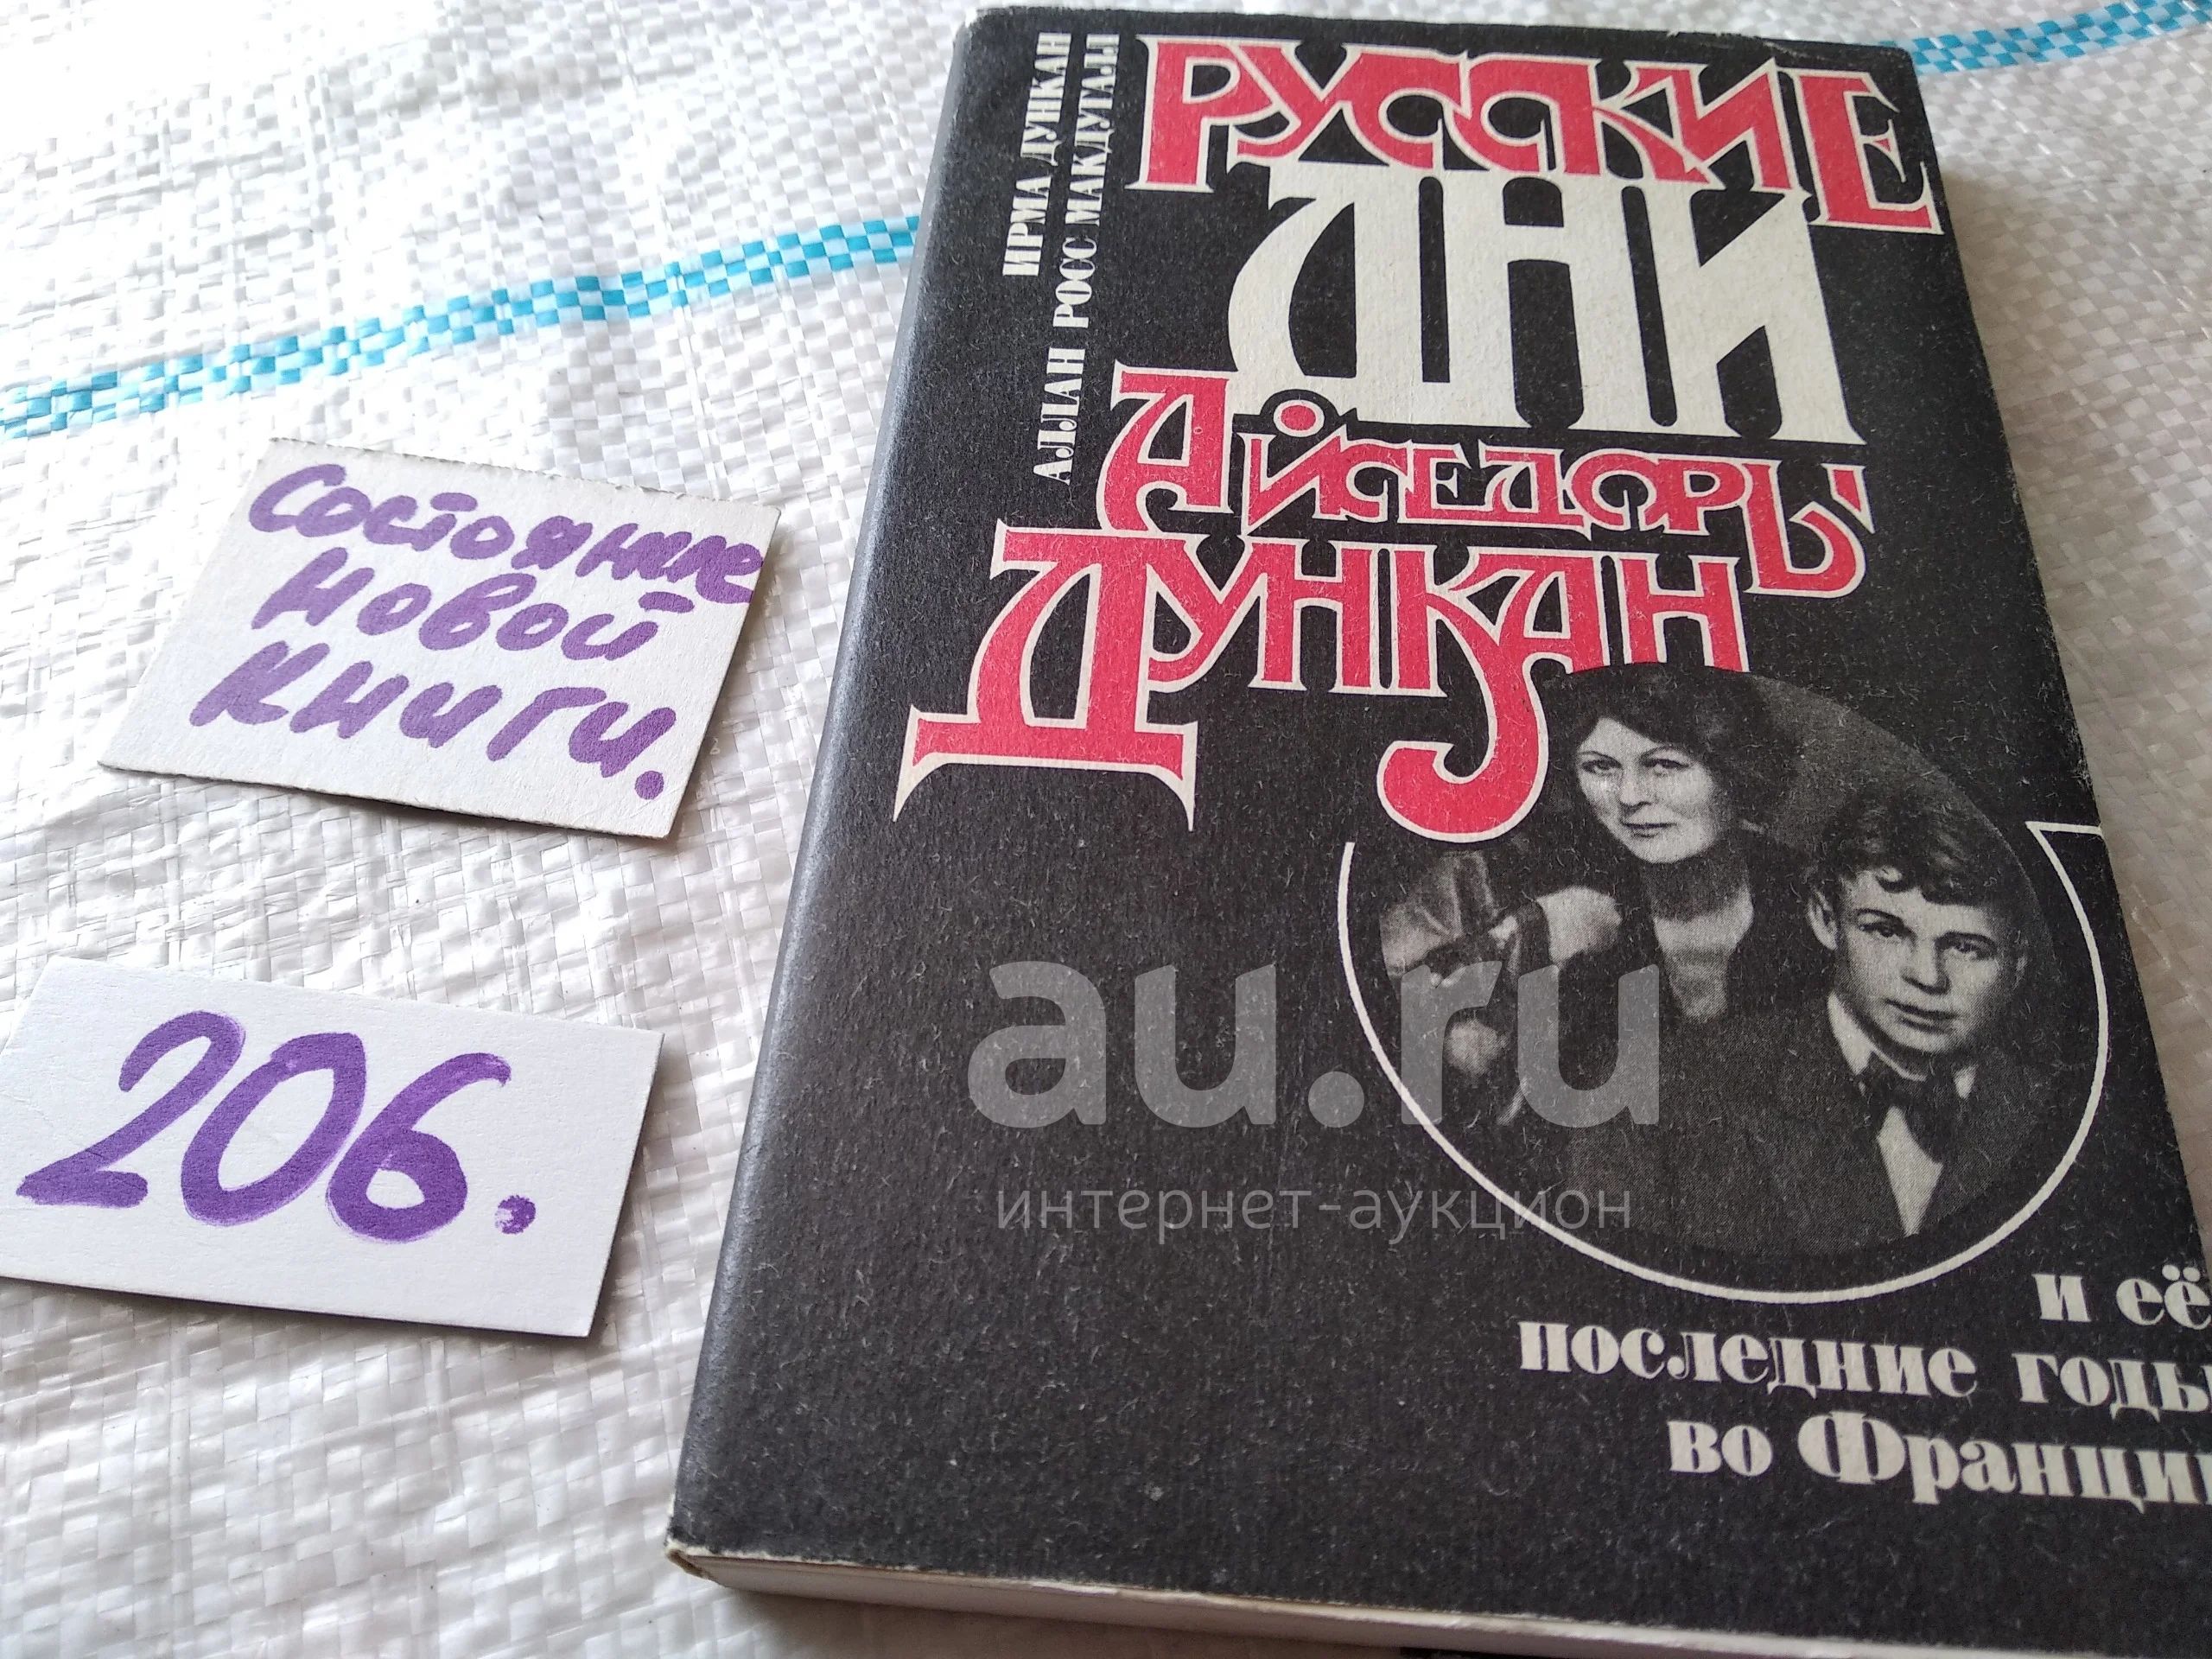 ИРМА ДУНКАН
АЛЛАН РОСС МАКДУГАЛЛ
РУССКИЕ
ДНИ
АЙСЕДОРЫ
ДУНКАН
и её
последние годы
во Франции
Состояние
новой
книги.
206.
au.ru
интернет-аукцион